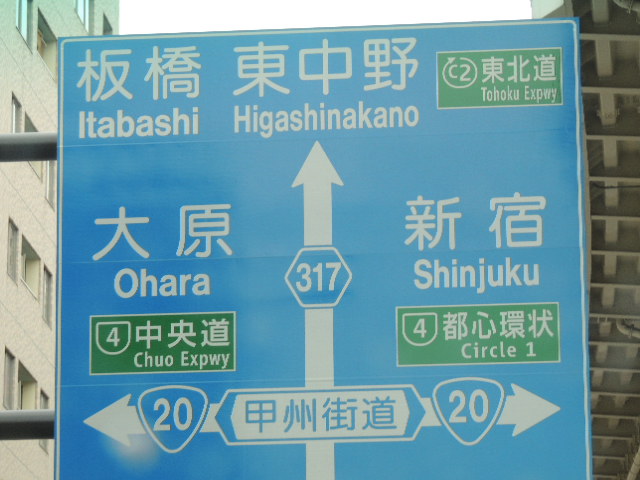 板橋 東中野
Itabashi Higashinakano
C2 東北道
Tohoku Expwy
大原
Ohara
317
新宿
Shinjuku
4 中央道
Chuo Expwy
4 都心環状
Circle 1
20 甲州街道 20